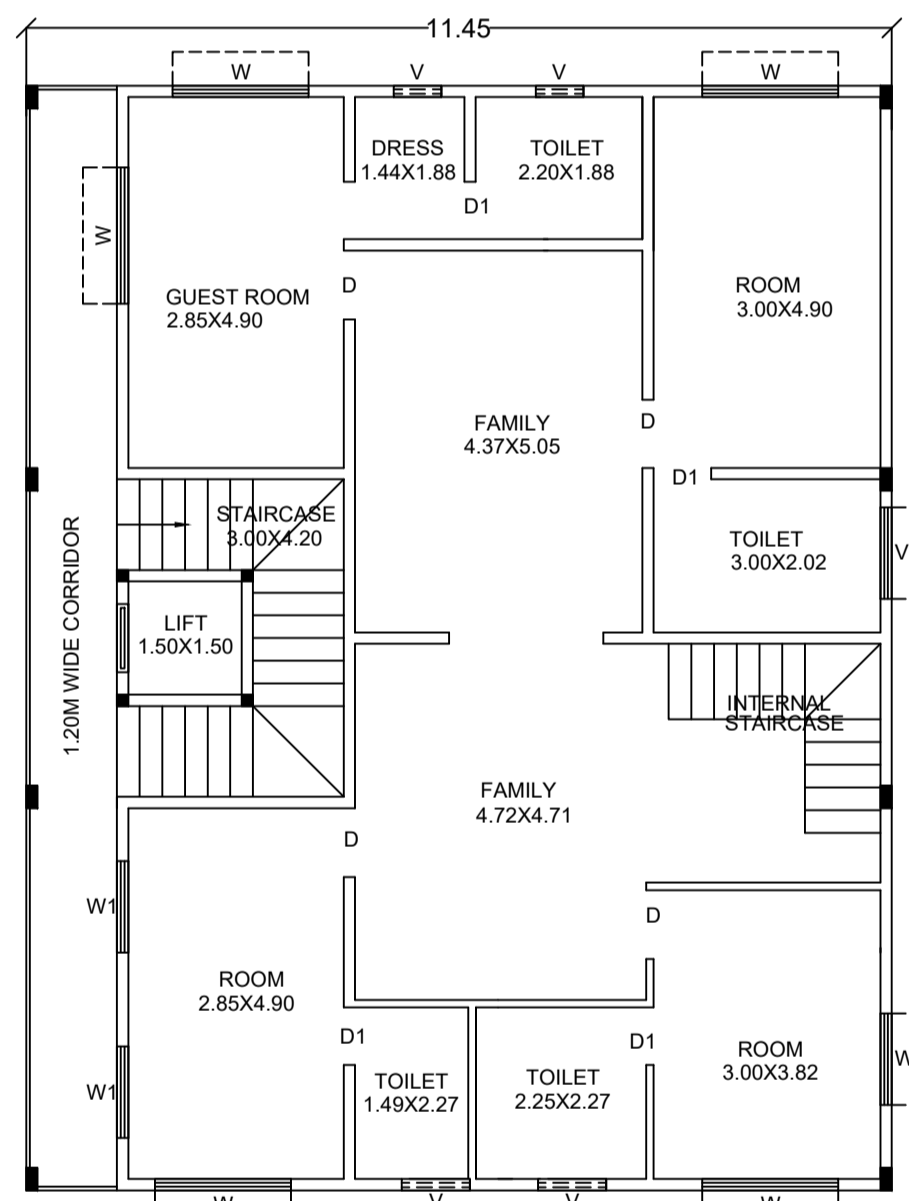 11.45
W
V
V
W
DRESS
1.44X1.88
TOILET
2.20X1.88
D1
W
GUEST ROOM
2.85X4.90
D
ROOM
3.00X4.90
FAMILY
4.37X5.05
D
D1
STAIRCASE
3.00X4.20
TOILET
3.00X2.02
V
LIFT
1.50X1.50
1.20M WIDE CORRIDOR
INTERNAL
STAIRCASE
FAMILY
4.72X4.71
D
W1
D
ROOM
2.85X4.90
D1
D1
ROOM
3.00X3.82
W
W1
TOILET
1.49X2.27
TOILET
2.25X2.27
W
V
V
W